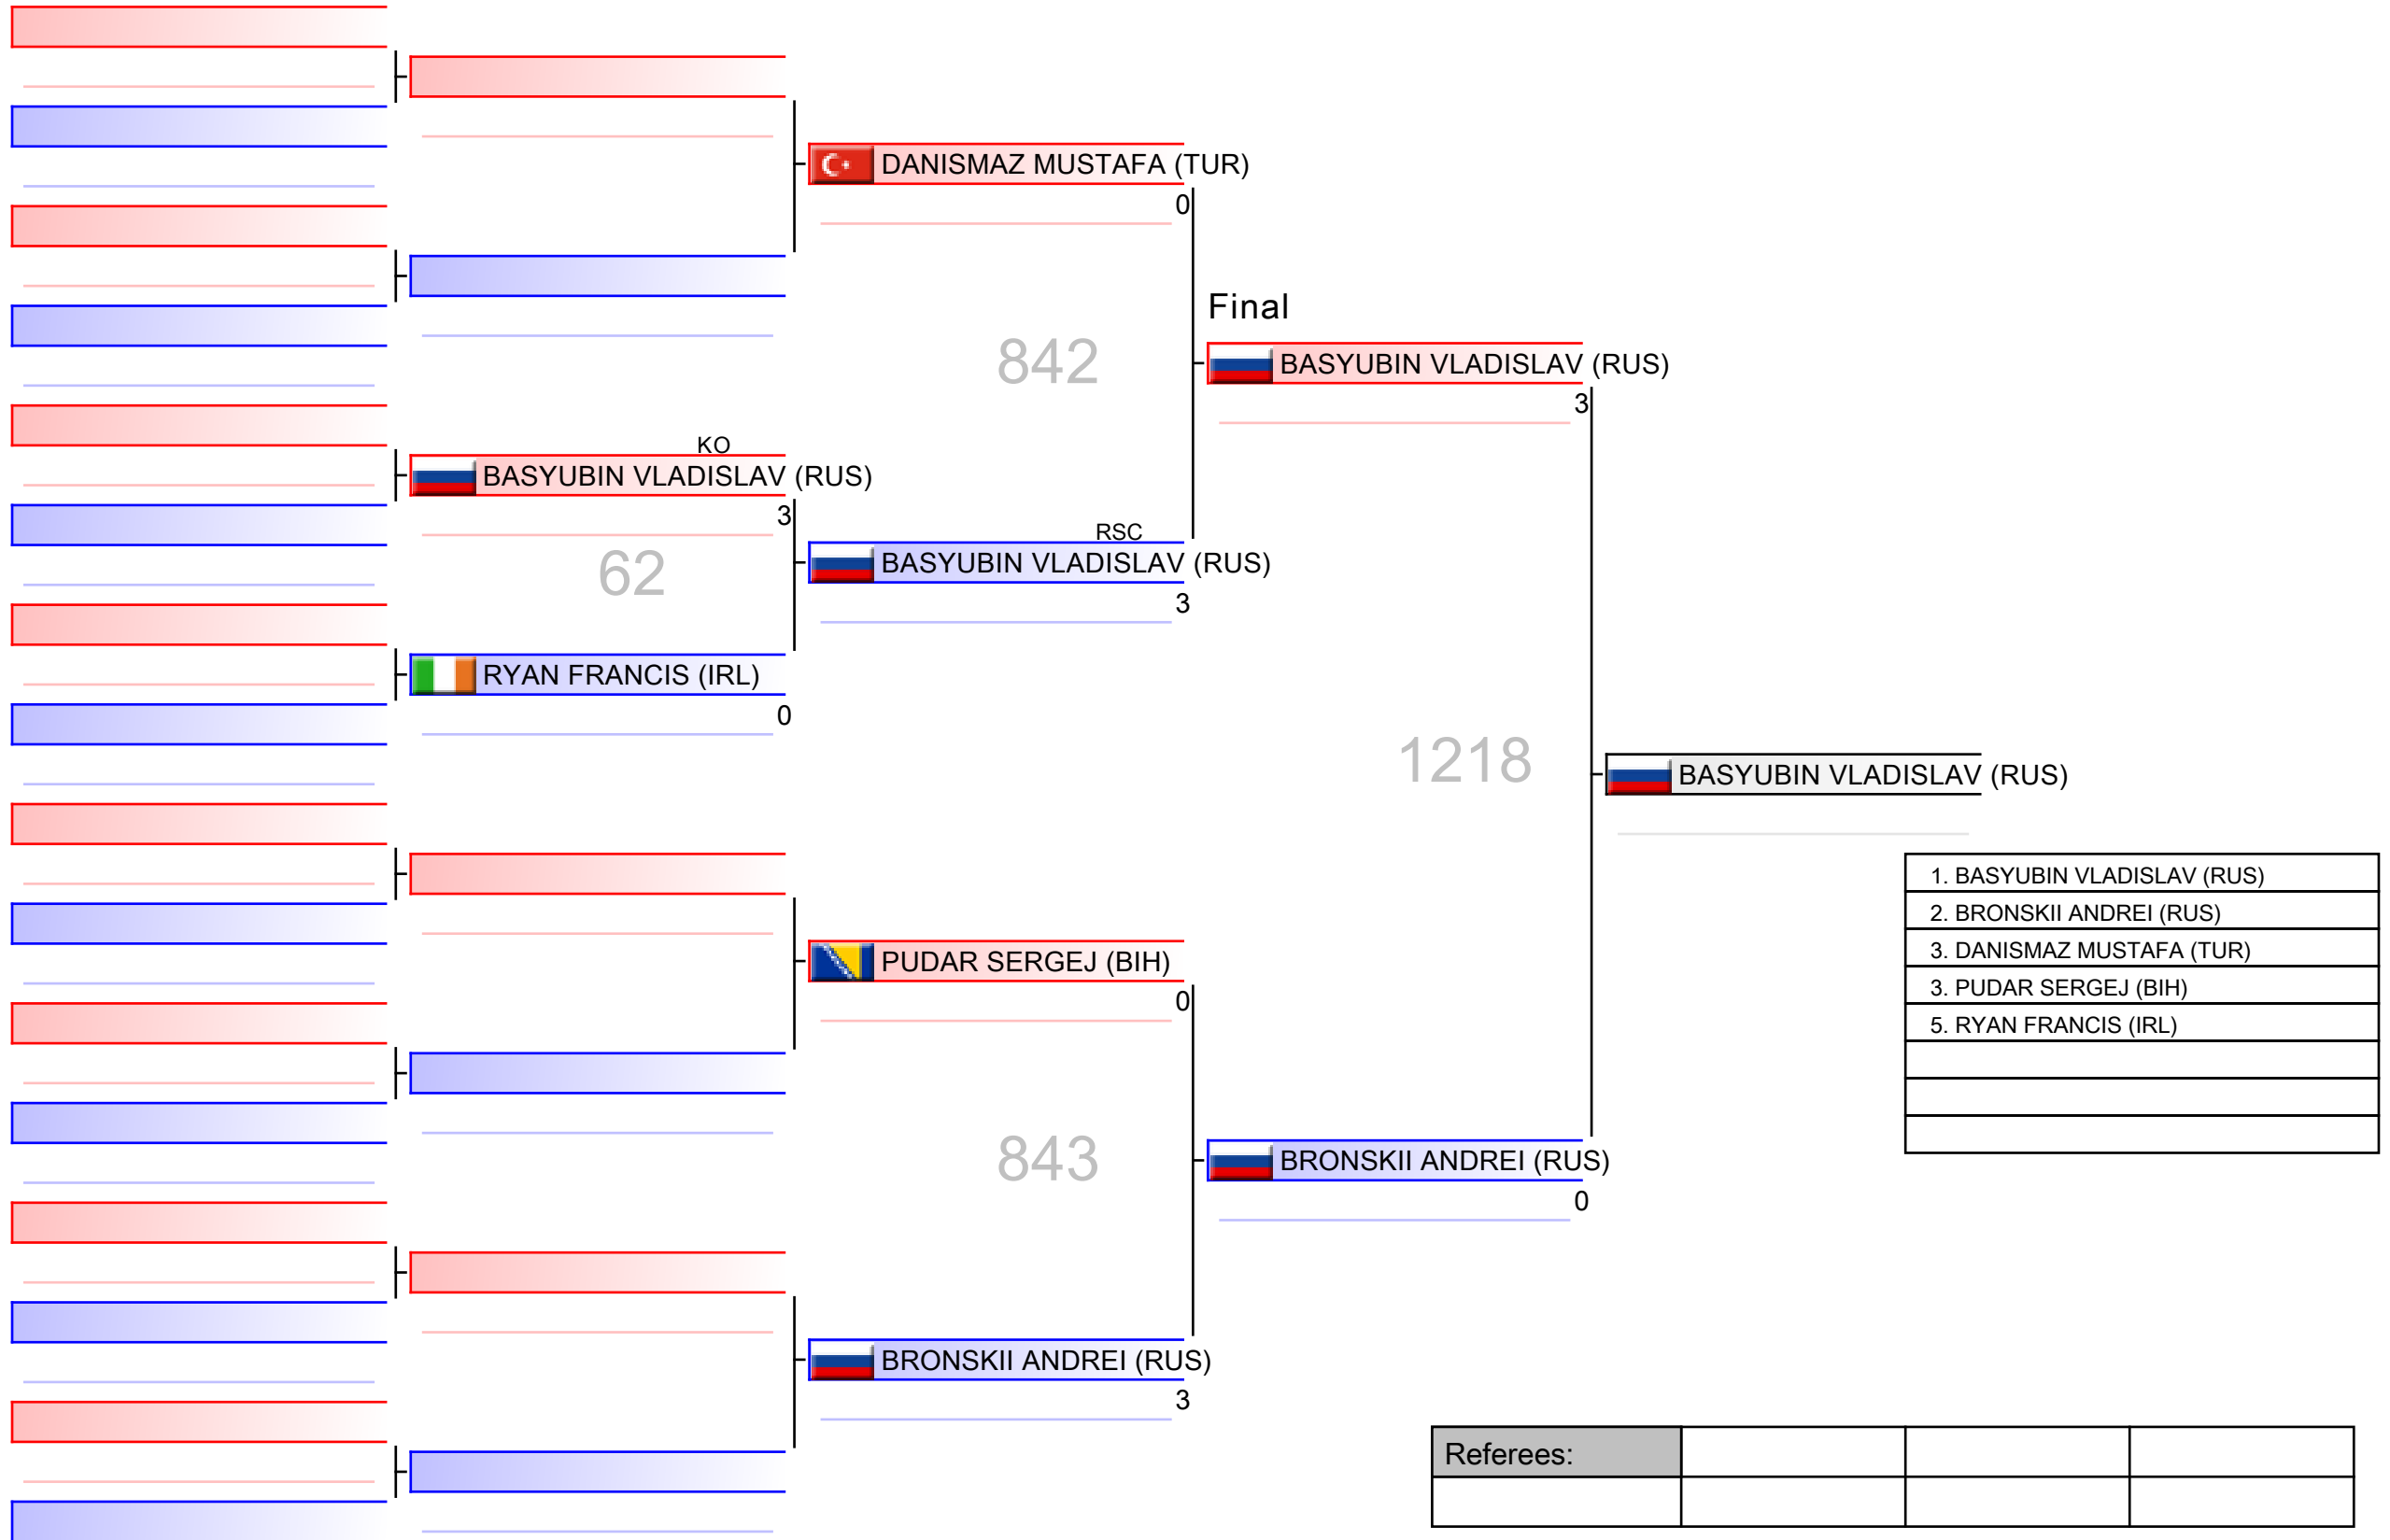 DANISMAZ MUSTAFA (TUR)
0
Final
842
BASYUBIN VLADISLAV (RUS)
3
KO
BASYUBIN VLADISLAV (RUS)
3
RSC
62
BASYUBIN VLADISLAV (RUS)
3
RYAN FRANCIS (IRL)
0
1218
BASYUBIN VLADISLAV (RUS)
1. BASYUBIN VLADISLAV (RUS)
2. BRONSKII ANDREI (RUS)
3. DANISMAZ MUSTAFA (TUR)
3. PUDAR SERGEJ (BIH)
5. RYAN FRANCIS (IRL)
PUDAR SERGEJ (BIH)
0
843
BRONSKII ANDREI (RUS)
0
BRONSKII ANDREI (RUS)
3
Referees: